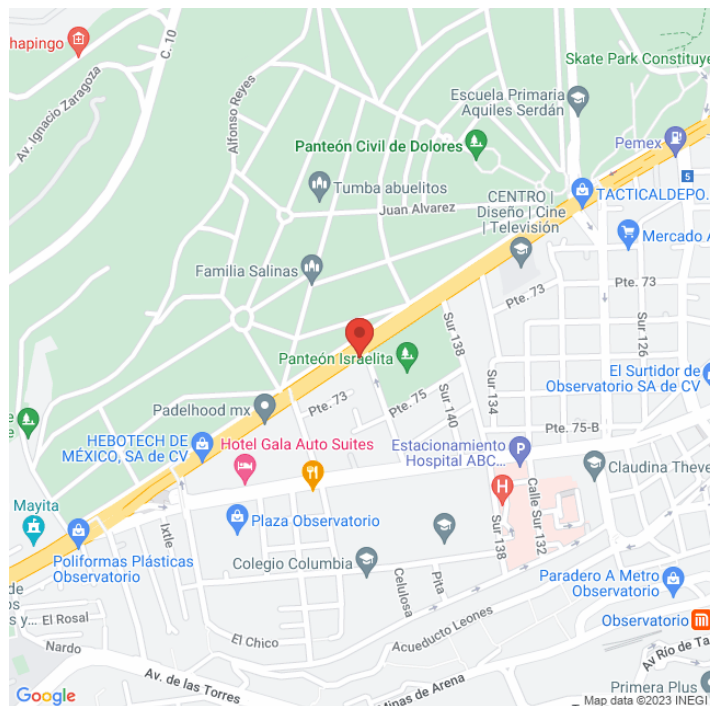 hapingo
C. 10
Av. Ignacio Zaragoza
Alfonso Reyes
Skate Park Constituye
Escuela Primaria
Aquiles Serdán
Panteón Civil de Dolores
Pemex
5
Tumba abuelitos
Juan Alvarez
CENTRO |
Diseño | Cine
| Televisión
TACTICALDEPO.
Mercado A
Familia Salinas
Pte. 73
Pte. 73
Sur 138
Sur 134
Sur 126
Panteón Israelita
El Surtidor de
Observatorio SA de CV
Padelhood mx
Pte. 73
Pte. 75
Sur 140
Pte. 75-B
HEBOTECH DE
MÉXICO, SA de CV
Hotel Gala Auto Suites
Estacionamiento
Hospital ABC...
P
Claudina Theve
H
Mayita
Ixtle
Plaza Observatorio
Sur 138
Calle Sur 132
Poliformas Plásticas
Observatorio
Colegio Columbia
Celulosa
Pita
Paradero A Metro
Observatorio
de
os
s y...
El Rosal
El Chico
Acueducto Leones
Observatorio
Nardo
Av. de las Torres
Minas de Arena
Av Río de Ta
Primera Plus
Google
Map data ©2023 INEGI